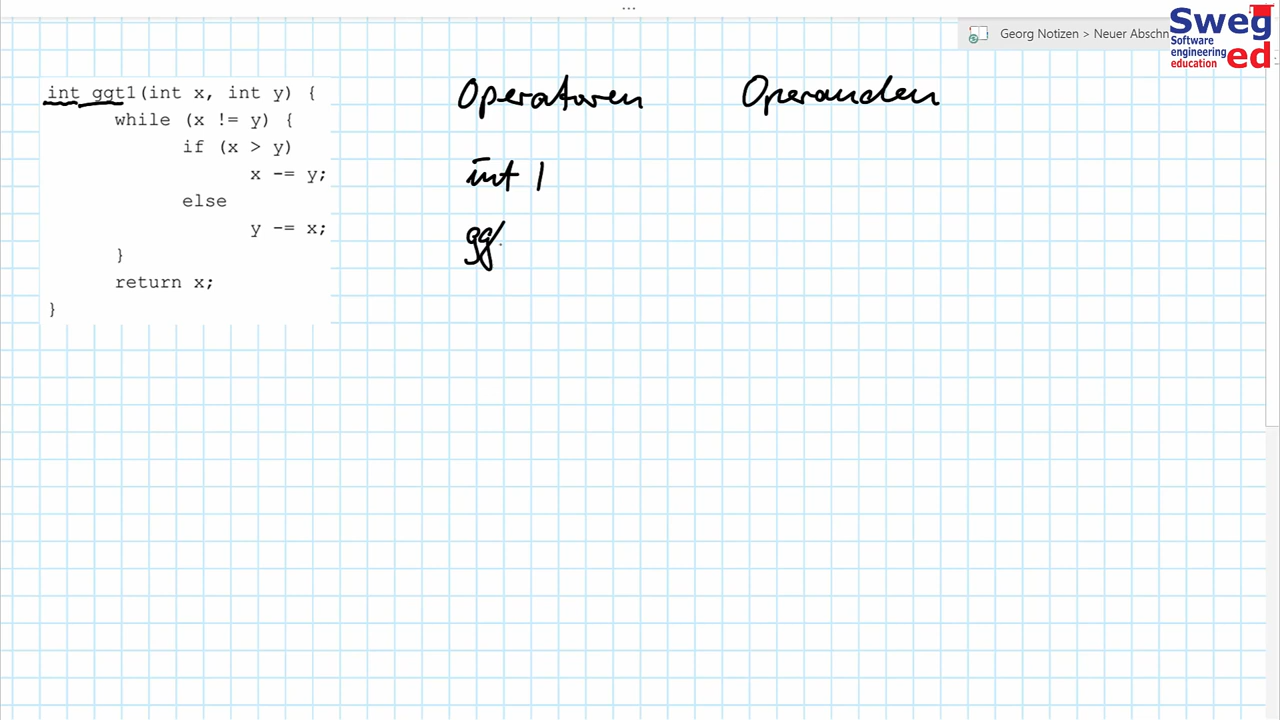 ...
Georg Notizen > Neuer Abschn
Sweg
Software
engineering
education
ed
int ggt1(int x, int y) {
while (x != y) {
if (x > y)
x -= y;
else
y -= x;
}
return x;
}
Operatoren Operanden
int 1
gg